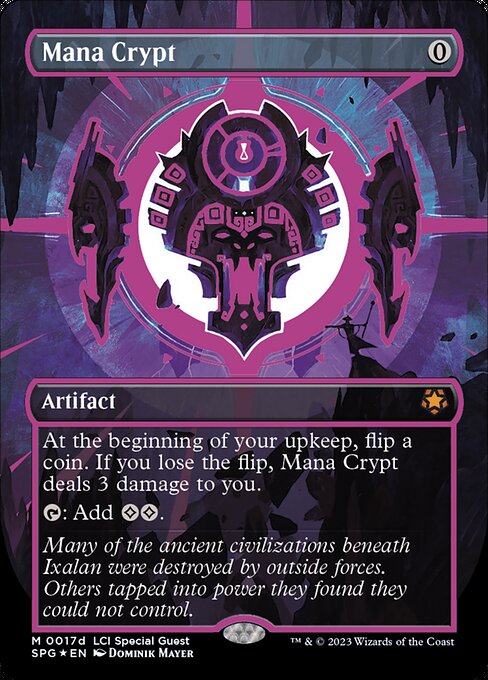 Mana Crypt 0
Artifact
At the beginning of your upkeep, flip a
coin. If you lose the flip, Mana Crypt
deals 3 damage to you.
: Add .
Many of the ancient civilizations beneath
Ixalan were destroyed by outside forces.
Others tapped into power they found they
could not control.
M 0017d LCI Special Guest
SPG★EN Dominik Mayer
™ & © 2023 Wizards of the Coast